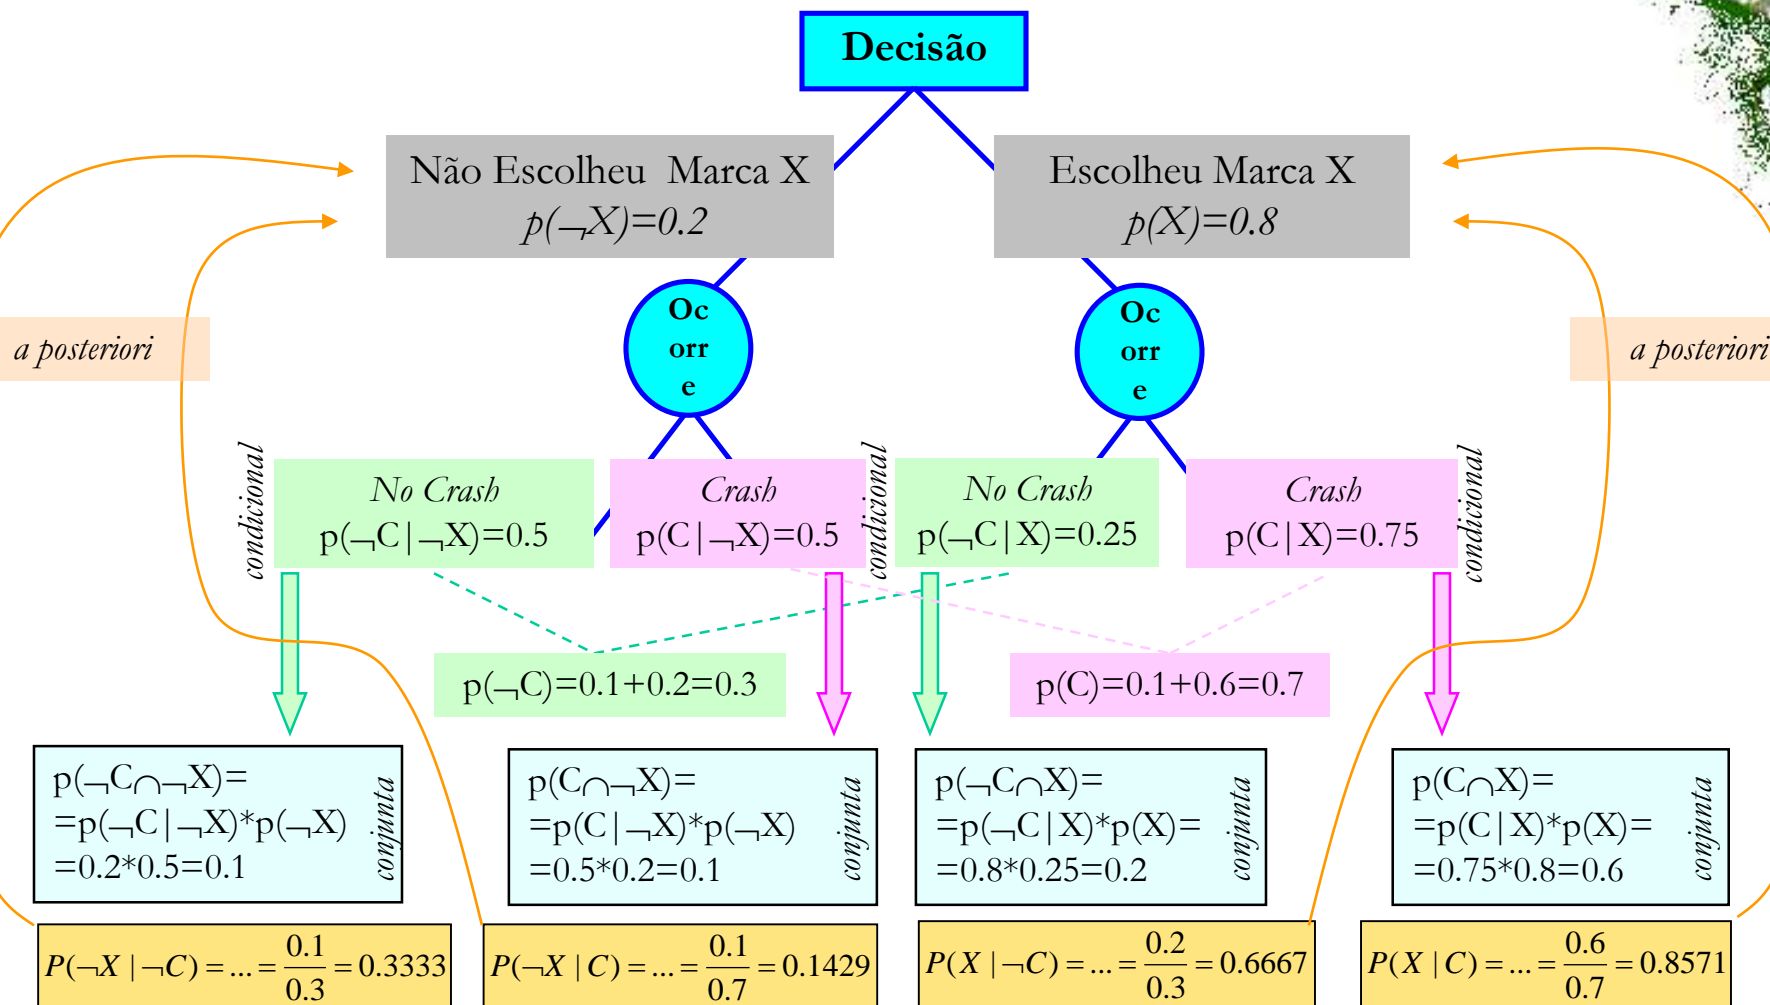 Decisão
Não Escolheu Marca X
p(¬X)=0.2
Escolheu Marca X
p(X)=0.8
Oc
orr
e
Oc
orr
e
a posteriori
a posteriori
condicional
No Crash
p(¬C|¬X)=0.5
Crash
p(C|¬X)=0.5
condicional
No Crash
p(¬C|X)=0.25
Crash
p(C|X)=0.75
condicional
p(¬C)=0.1+0.2=0.3
p(C)=0.1+0.6=0.7
p(¬C∩¬X)=
=p(¬C|¬X)*p(¬X)
=0.2*0.5=0.1
conjunta
p(C∩¬X)=
=p(C|¬X)*p(¬X)
=0.5*0.2=0.1
conjunta
p(¬C∩X)=
=p(¬C|X)*p(X)=
=0.8*0.25=0.2
conjunta
p(C∩X)=
=p(C|X)*p(X)=
=0.75*0.8=0.6
conjunta
P(¬X|¬C)=...=0.1/0.3=0.3333
P(¬X|C)=...=0.1/0.7=0.1429
P(X|¬C)=...=0.2/0.3=0.6667
P(X|C)=...=0.6/0.7=0.8571